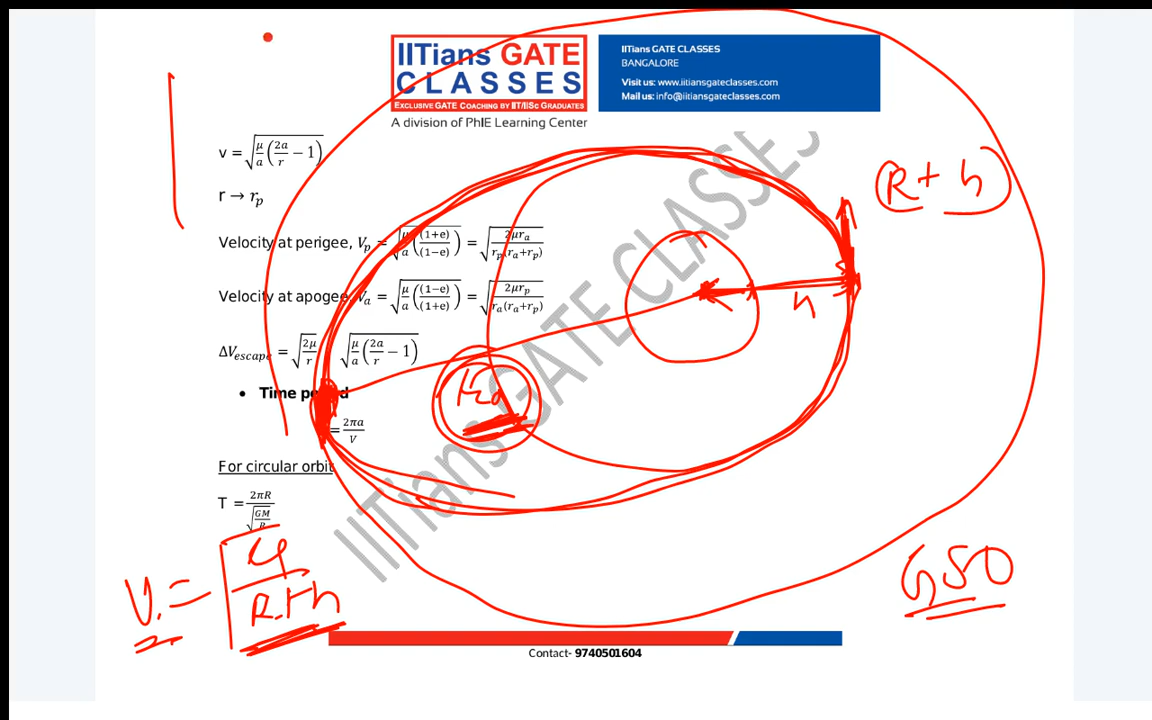 IITians GATE
CLASSES
EXCLUSIVE GATE COACHING BY IIT/IISc GRADUATES
A division of PhIE Learning Center
IITians GATE CLASSES
BANGALORE
Visit us: www.iitiansgateclasses.com
Mail us: info@iitiansgateclasses.com
v = √(μ/a (2a/r − 1))
(R + h)
r → r_p
Velocity at perigee, V_p = √(μ/a ((1+e)/(1−e))) = √(2μr_a / r_p(r_a+r_p))
Velocity at apogee, V_a = √(μ/a ((1−e)/(1+e))) = √(2μr_p / r_a(r_a+r_p))
h
ΔV_escape = √(2μ/r) √(μ/a (2a/r − 1))
• Time period
= 2πa/V
For circular orbit
T = 2πR / √(GM/R)
V = √(μ / R+h)
GSO
IITians GATE CLASSES
Contact- 9740501604